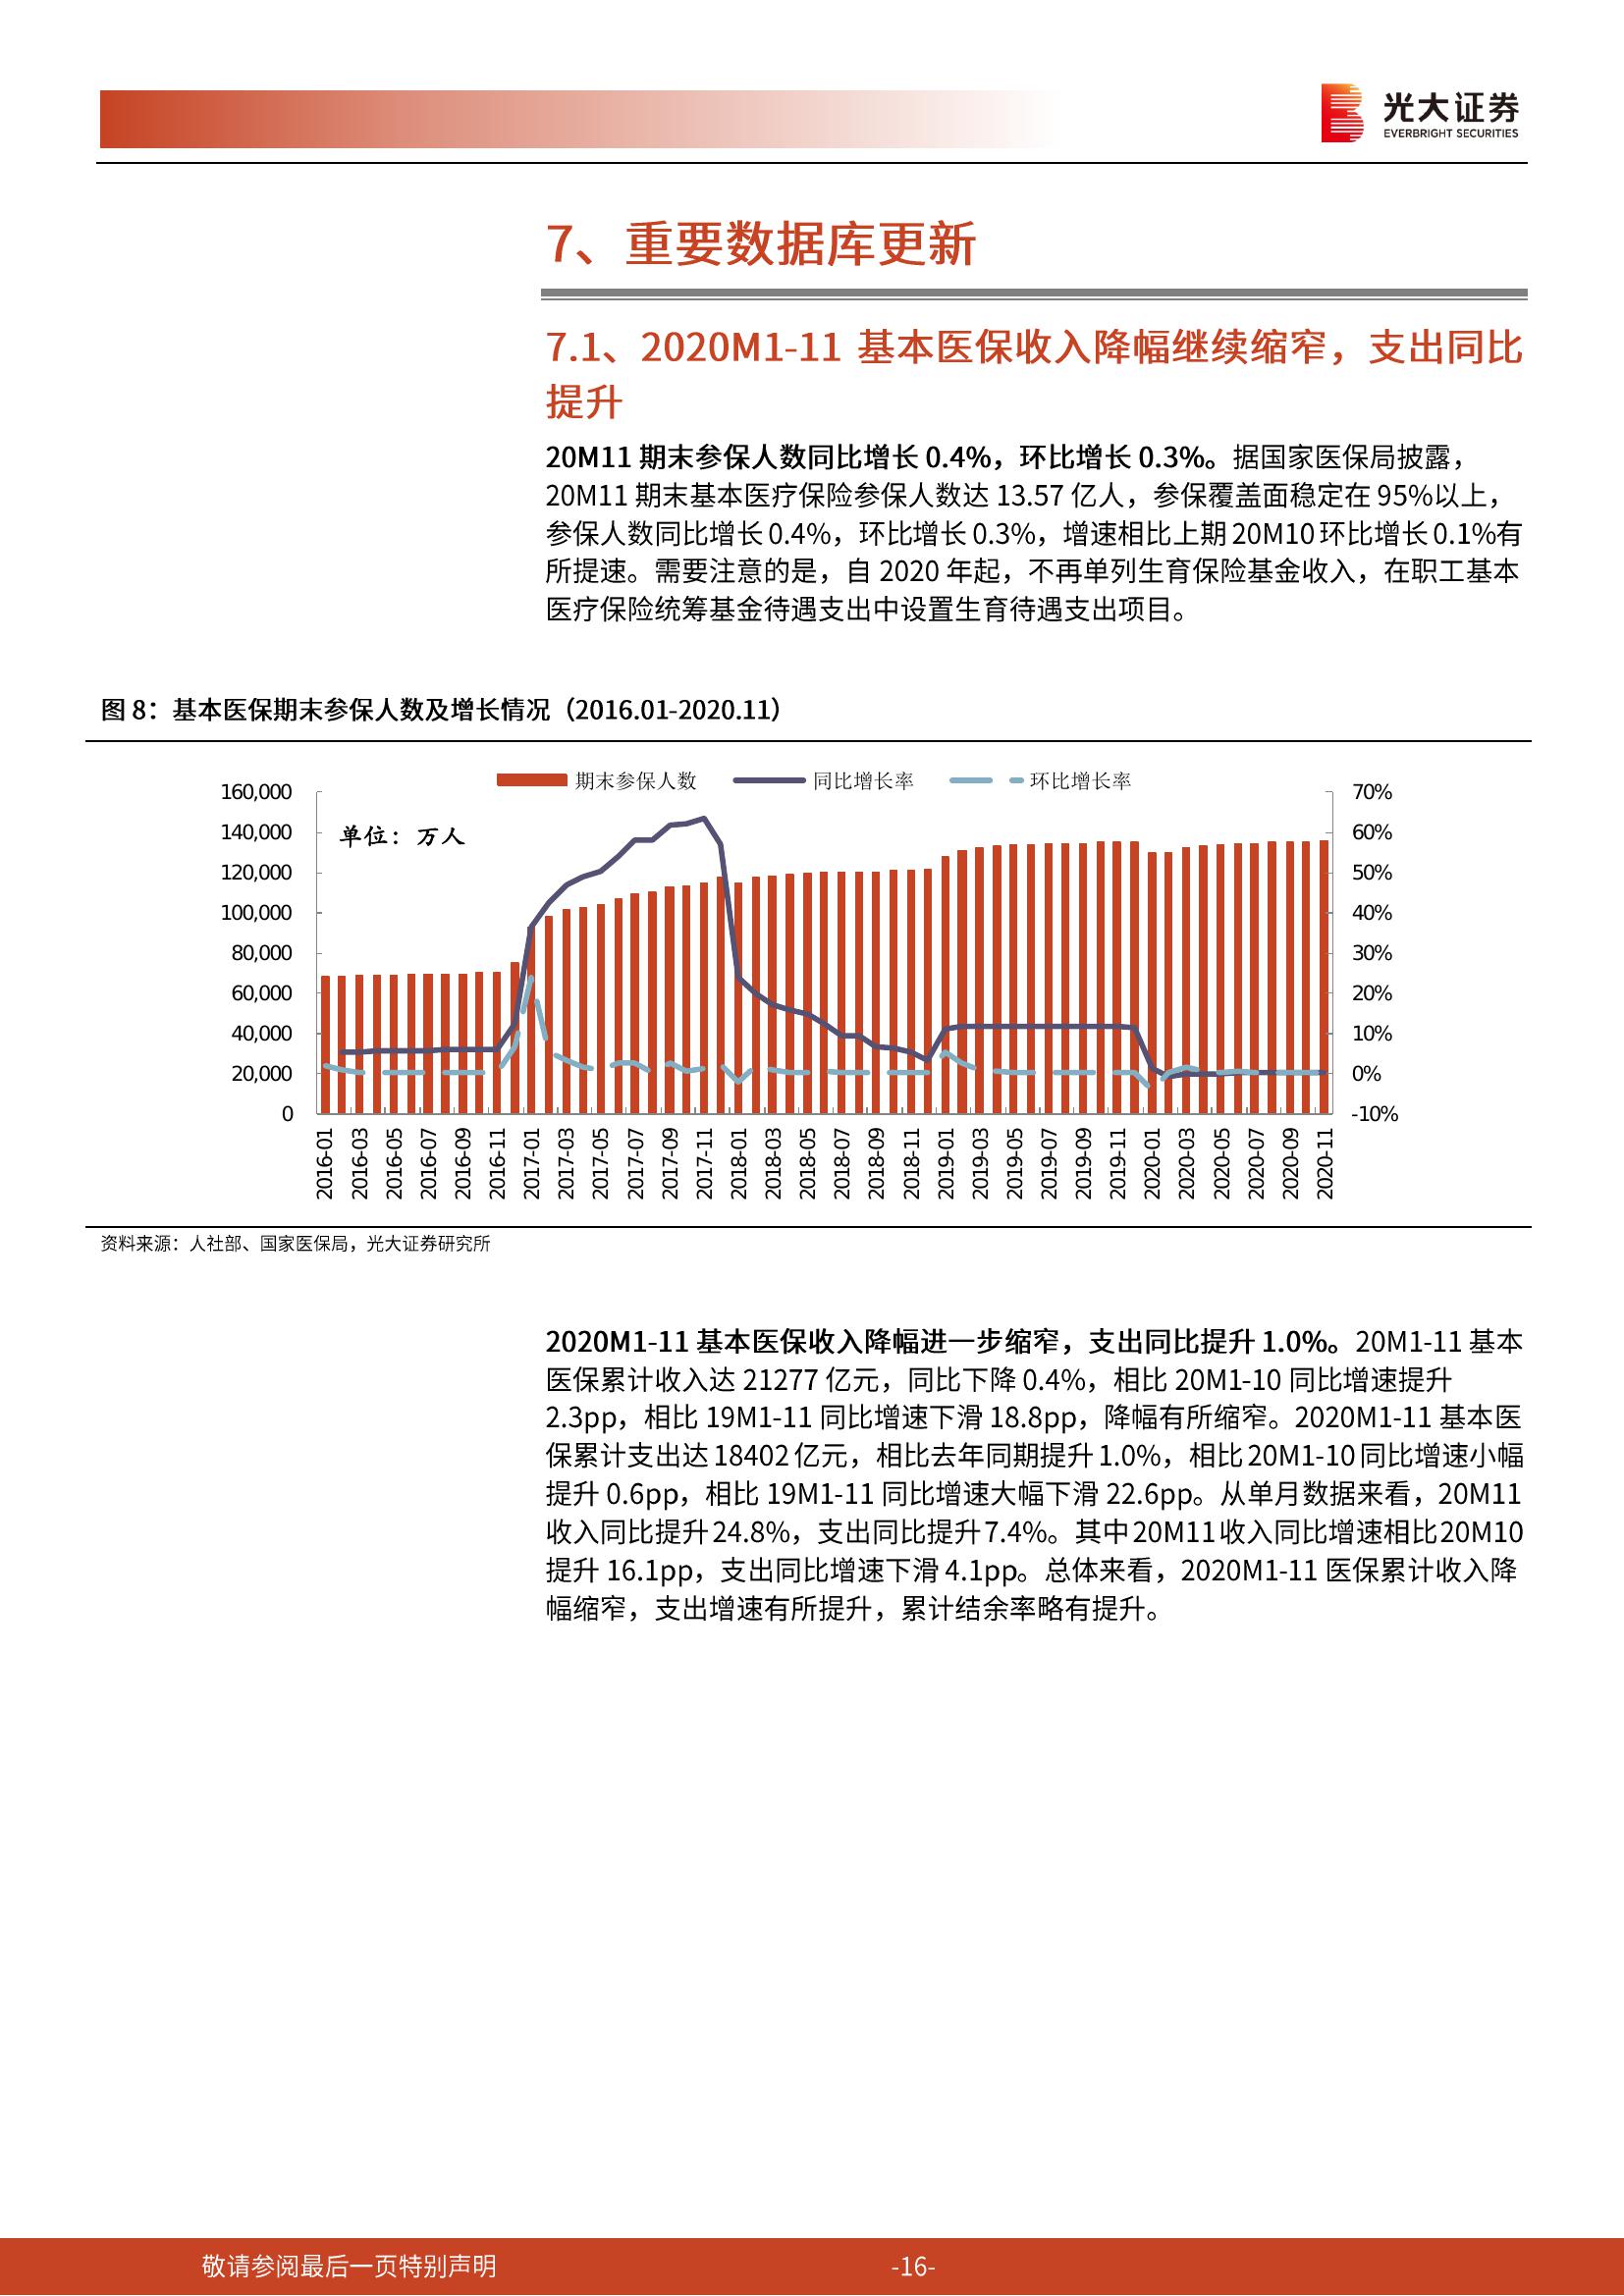 光大证券
EVERBRIGHT SECURITIES
7、重要数据库更新
7.1、2020M1-11 基本医保收入降幅继续缩窄，支出同比
提升
20M11 期末参保人数同比增长 0.4%，环比增长 0.3%。据国家医保局披露，
20M11 期末基本医疗保险参保人数达 13.57 亿人，参保覆盖面稳定在 95%以上，
参保人数同比增长 0.4%，环比增长 0.3%，增速相比上期 20M10 环比增长 0.1%有
所提速。需要注意的是，自 2020 年起，不再单列生育保险基金收入，在职工基本
医疗保险统筹基金待遇支出中设置生育待遇支出项目。
图 8：基本医保期末参保人数及增长情况（2016.01-2020.11）
期末参保人数 同比增长率 环比增长率
单位：万人
160,000
140,000
120,000
100,000
80,000
60,000
40,000
20,000
0
70%
60%
50%
40%
30%
20%
10%
0%
-10%
2016-01
2016-03
2016-05
2016-07
2016-09
2016-11
2017-01
2017-03
2017-05
2017-07
2017-09
2017-11
2018-01
2018-03
2018-05
2018-07
2018-09
2018-11
2019-01
2019-03
2019-05
2019-07
2019-09
2019-11
2020-01
2020-03
2020-05
2020-07
2020-09
2020-11
资料来源：人社部、国家医保局，光大证券研究所
2020M1-11 基本医保收入降幅进一步缩窄，支出同比提升 1.0%。20M1-11 基本
医保累计收入达 21277 亿元，同比下降 0.4%，相比 20M1-10 同比增速提升
2.3pp，相比 19M1-11 同比增速下滑 18.8pp，降幅有所缩窄。2020M1-11 基本医
保累计支出达 18402 亿元，相比去年同期提升 1.0%，相比 20M1-10 同比增速小幅
提升 0.6pp，相比 19M1-11 同比增速大幅下滑 22.6pp。从单月数据来看，20M11
收入同比提升 24.8%，支出同比提升 7.4%。其中 20M11 收入同比增速相比 20M10
提升 16.1pp，支出同比增速下滑 4.1pp。总体来看，2020M1-11 医保累计收入降
幅缩窄，支出增速有所提升，累计结余率略有提升。
敬请参阅最后一页特别声明
-16-